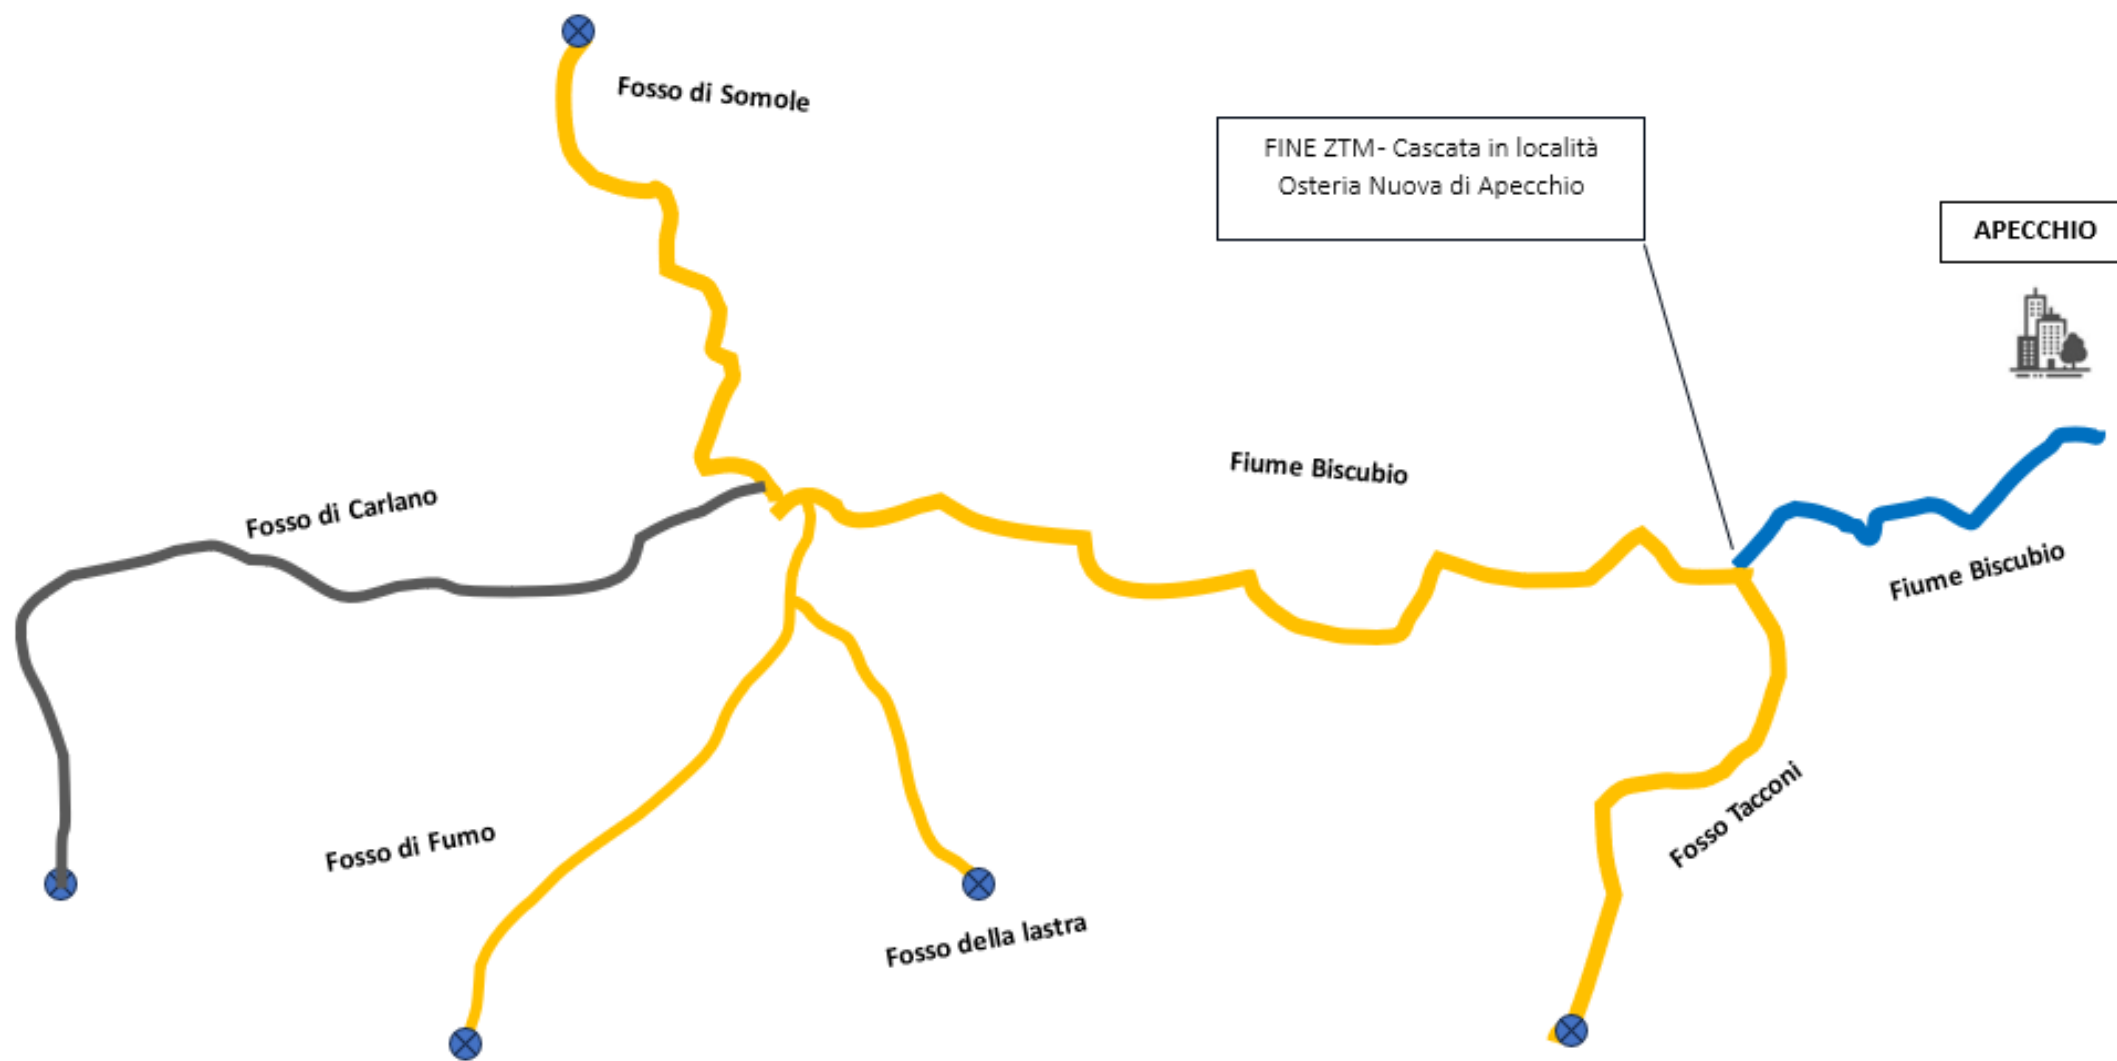 Fosso di Somole
FINE ZTM- Cascata in località
Osteria Nuova di Apecchio
APECCHIO
Fiume Biscubio
Fosso di Carlano
Fiume Biscubio
Fosso Tacconi
Fosso di Fumo
Fosso della lastra